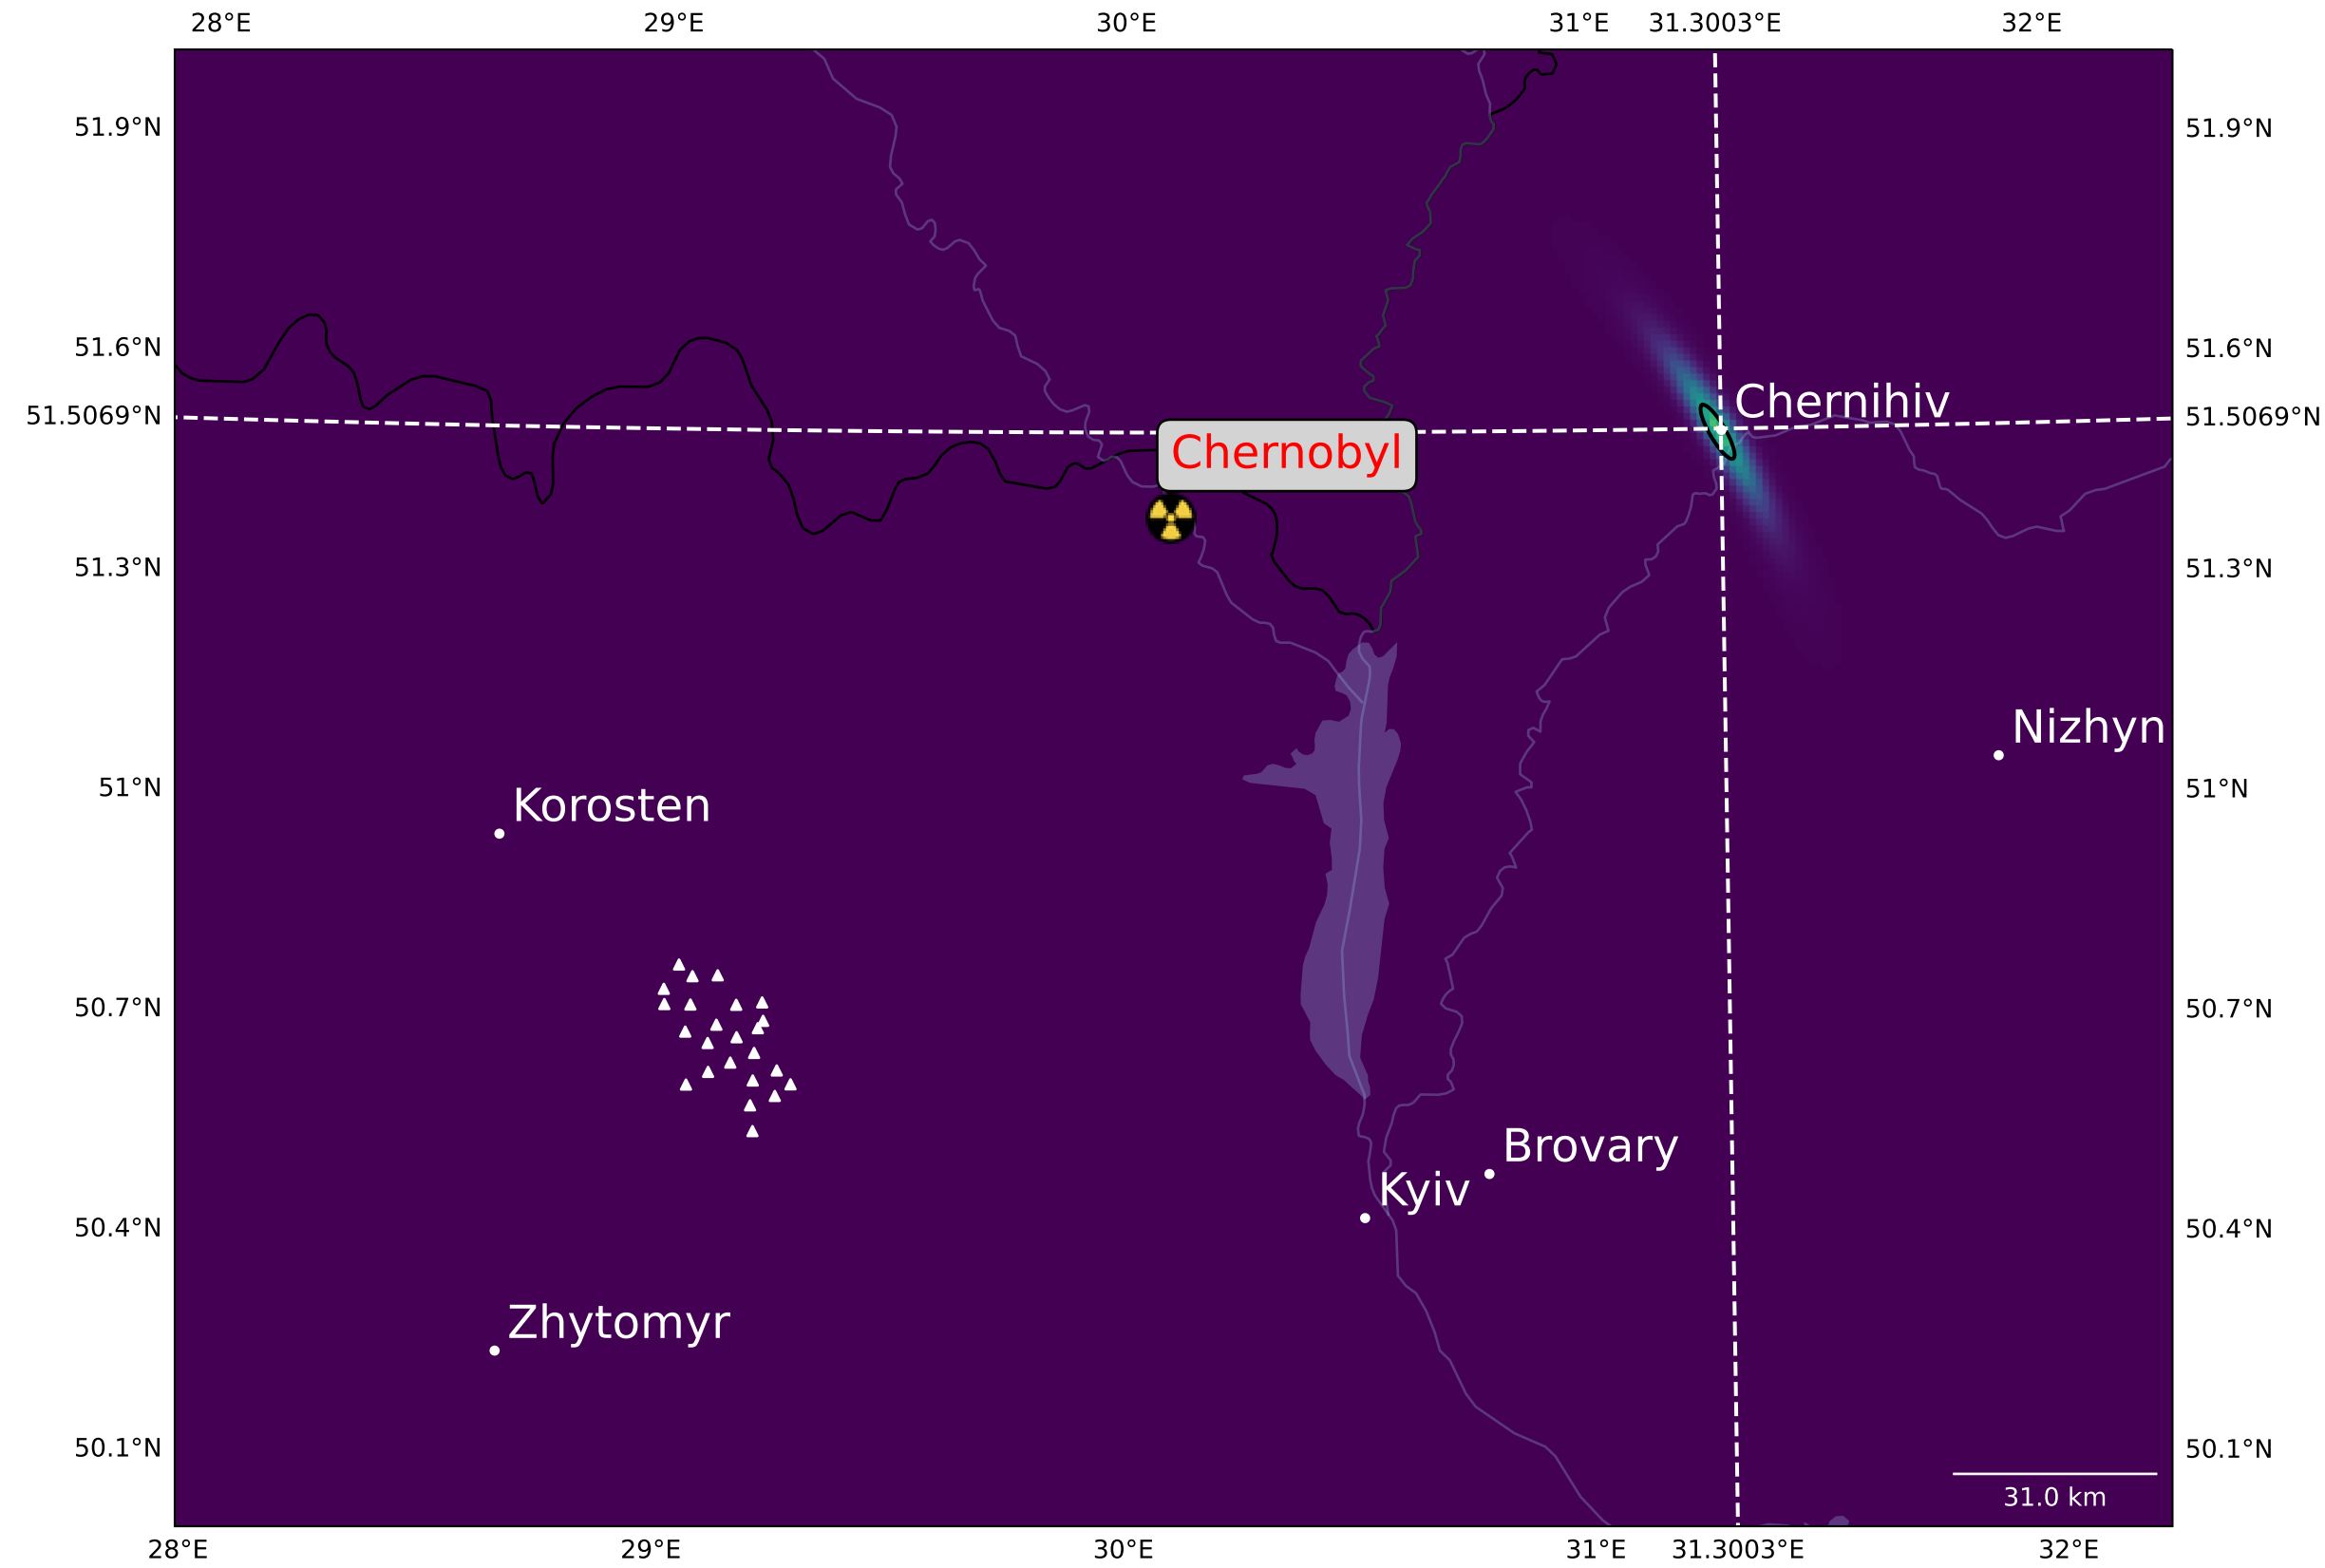 28°E 29°E 30°E 31°E 31.3003°E 32°E
51.9°N 51.9°N
51.6°N 51.6°N
Chernihiv
51.5069°N 51.5069°N
Chernobyl
51.3°N 51.3°N
Nizhyn
51°N 51°N
Korosten
50.7°N 50.7°N
Brovary
Kyiv
50.4°N 50.4°N
Zhytomyr
50.1°N 50.1°N
31.0 km
28°E 29°E 30°E 31°E 31.3003°E 32°E